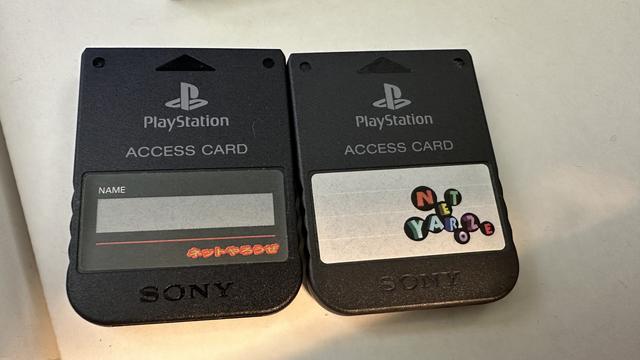 PlayStation
ACCESS CARD
NAME
ネットやろうぜ
SONY
PlayStation
ACCESS CARD
NET
YAROZE
SONY